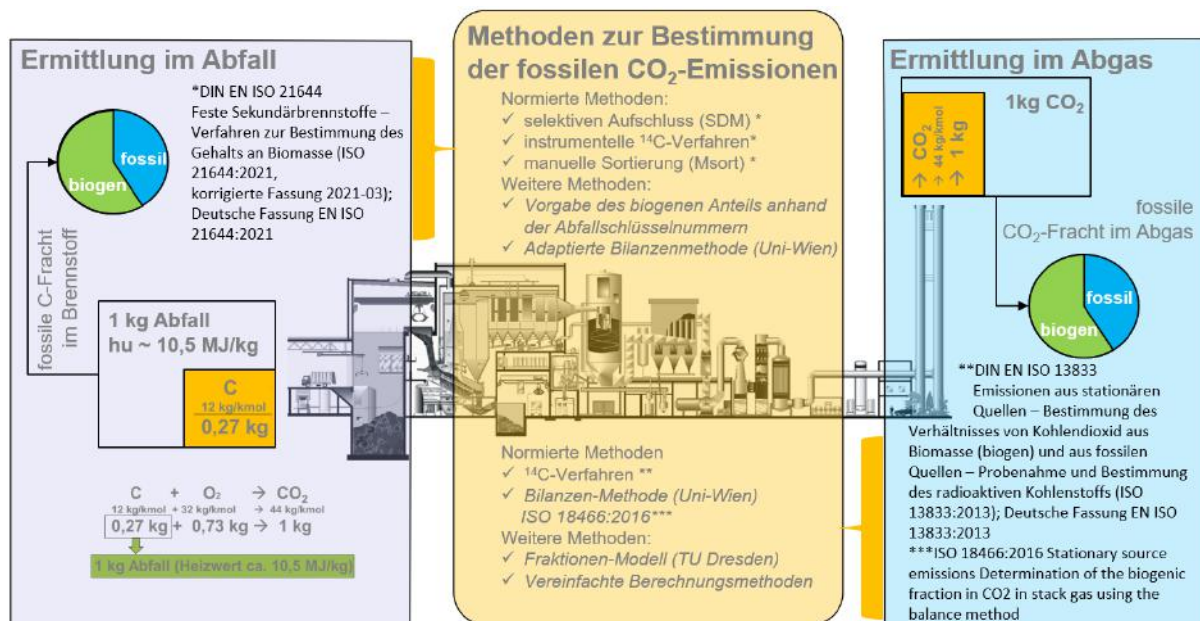 Ermittlung im Abfall
*DIN EN ISO 21644
Feste Sekundärbrennstoffe –
Verfahren zur Bestimmung des
Gehalts an Biomasse (ISO
21644:2021,
korrigierte Fassung 2021-03);
Deutsche Fassung EN ISO
21644:2021
fossil
biogen
fossile C-Fracht
im Brennstoff
1 kg Abfall
hu ~ 10,5 MJ/kg
C
12 kg/kmol
0,27 kg
C + O₂ → CO₂
12 kg/kmol + 32 kg/kmol → 44 kg/kmol
0,27 kg + 0,73 kg → 1 kg
1 kg Abfall (Heizwert ca. 10,5 MJ/kg)
Methoden zur Bestimmung
der fossilen CO₂-Emissionen
Normierte Methoden:
✓ selektiven Aufschluss (SDM) *
✓ instrumentelle ¹⁴C-Verfahren*
✓ manuelle Sortierung (Msort) *
Weitere Methoden:
✓ Vorgabe des biogenen Anteils anhand
der Abfallschlüsselnummern
✓ Adaptierte Bilanzenmethode (Uni-Wien)
Normierte Methoden
✓ ¹⁴C-Verfahren **
✓ Bilanzen-Methode (Uni-Wien)
ISO 18466:2016***
Weitere Methoden:
✓ Fraktionen-Modell (TU Dresden)
✓ Vereinfachte Berechnungsmethoden
Ermittlung im Abgas
1kg CO₂
→ CO₂
→ 44 kg/kmol
→ 1 kg
fossile
CO₂-Fracht im Abgas
fossil
biogen
**DIN EN ISO 13833
Emissionen aus stationären
Quellen – Bestimmung des
Verhältnisses von Kohlendioxid aus
Biomasse (biogen) und aus fossilen
Quellen – Probenahme und Bestimmung
des radioaktiven Kohlenstoffs (ISO
13833:2013); Deutsche Fassung EN ISO
13833:2013
***ISO 18466:2016 Stationary source
emissions Determination of the biogenic
fraction in CO2 in stack gas using the
balance method